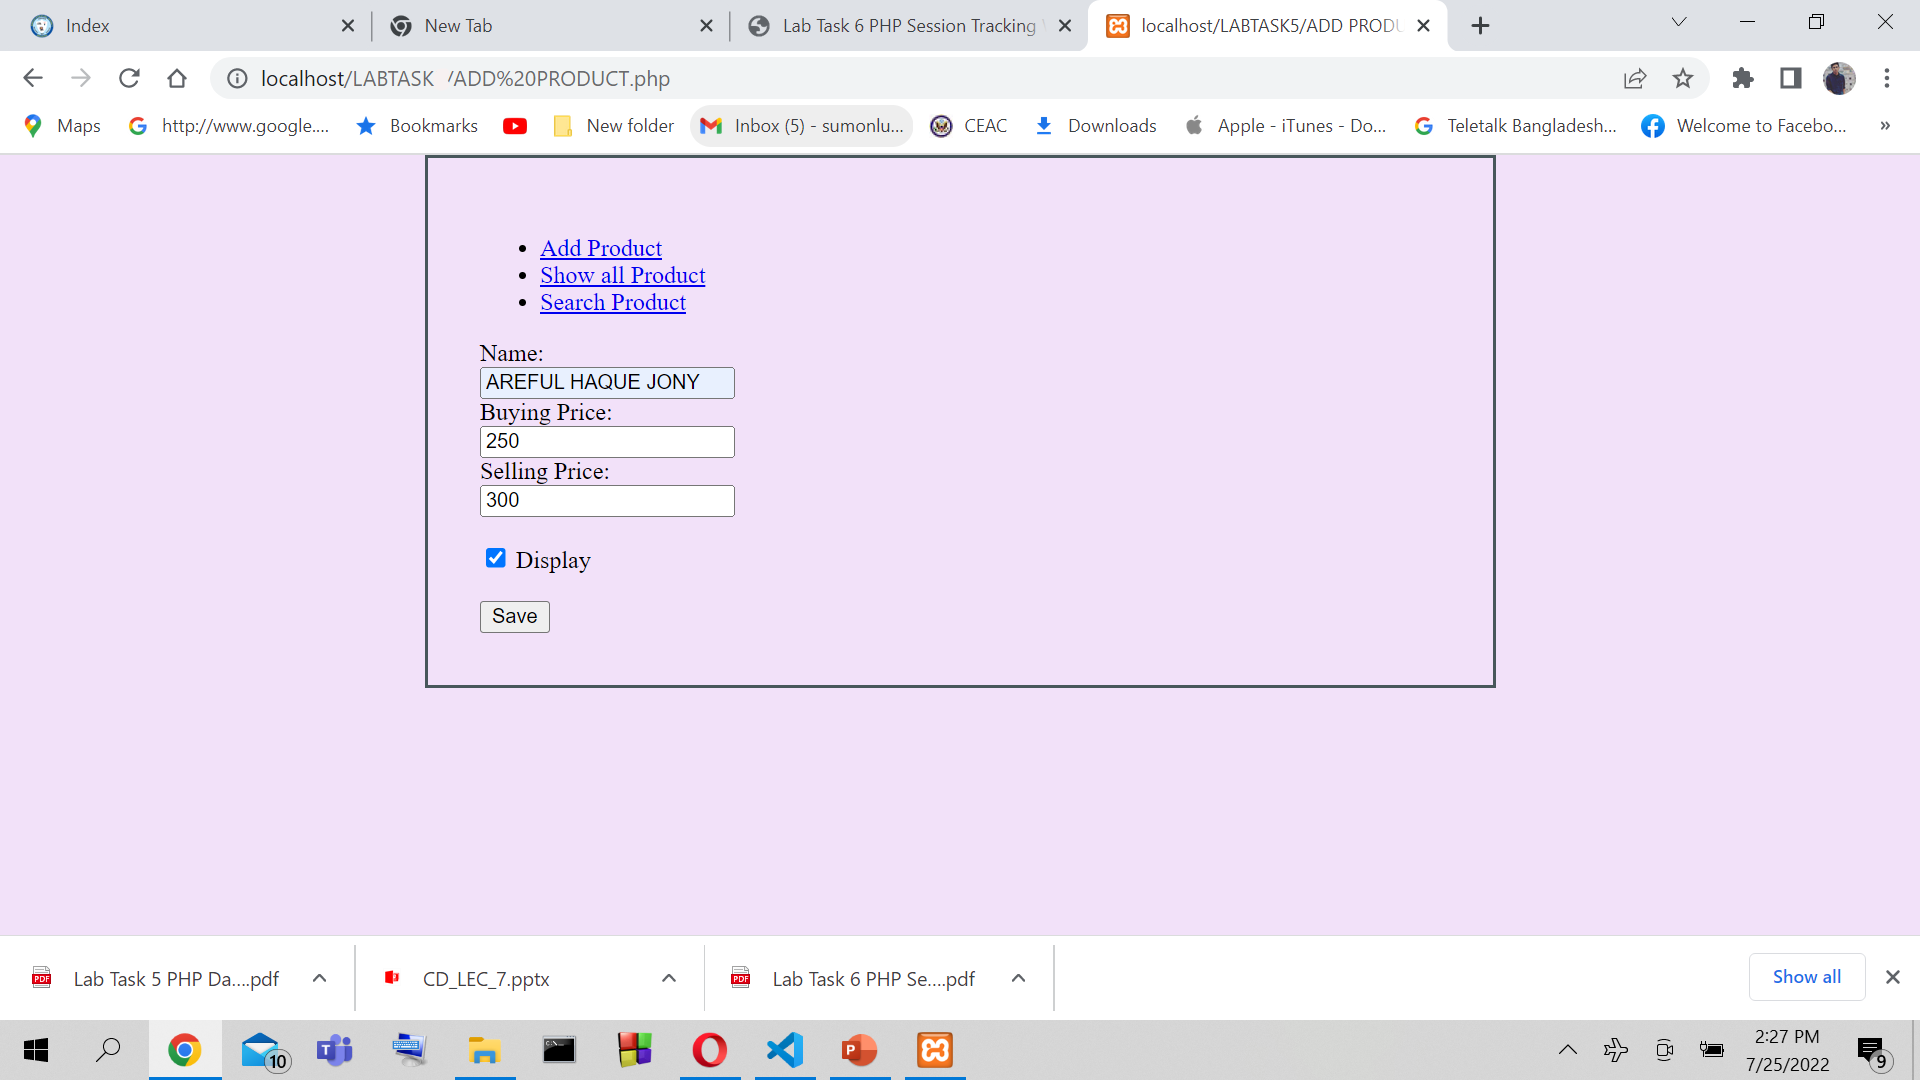 Index
New Tab
Lab Task 6 PHP Session Tracking
localhost/LABTASK5/ADD PRODU
localhost/LABTASK /ADD%20PRODUCT.php
Maps
http://www.google....
Bookmarks
New folder
Inbox (5) - sumonlu...
CEAC
Downloads
Apple - iTunes - Do...
Teletalk Bangladesh...
Welcome to Facebo...
»
• Add Product
• Show all Product
• Search Product
Name:
AREFUL HAQUE JONY
Buying Price:
250
Selling Price:
300
Display
Save
Lab Task 5 PHP Da....pdf
CD_LEC_7.pptx
Lab Task 6 PHP Se....pdf
Show all
10
2:27 PM
7/25/2022
9